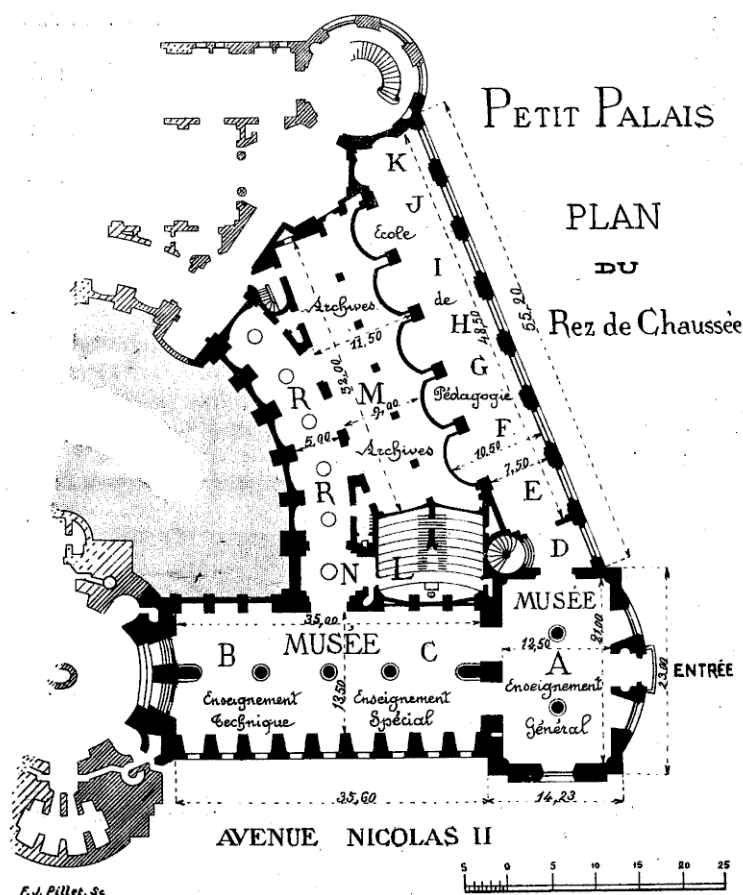 PETIT PALAIS
PLAN
DU
Rez de Chaussée
K
J
Ecole
I
de
H
G
Pédagogie
F
E
D
48,50
55,20
Archives
11,50
52,00
M
9,00
R
5,00
Archives
R
10,50
7,50
N
L
35,00
MUSÉE
B
C
13,50
Enseignement
Technique
Enseignement
Spécial
MUSÉE
12,50
A
Enseignement
Général
21,00
23,00
ENTRÉE
35,60
14,23
AVENUE NICOLAS II
5 0 5 10 15 20 25
F. J. Pillet. Sc